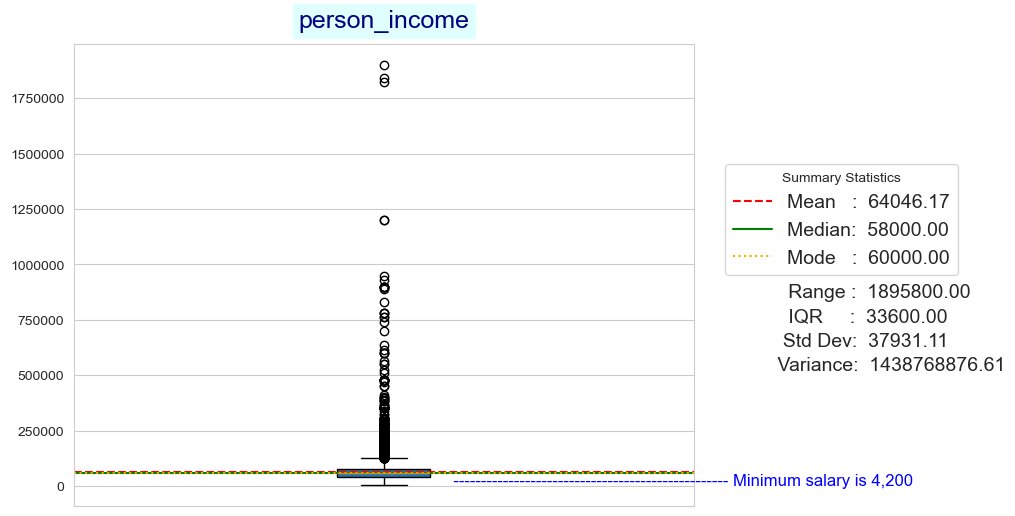 person_income
1750000
1500000
1250000
1000000
750000
500000
250000
0
Summary Statistics
Mean : 64046.17
Median: 58000.00
Mode : 60000.00
Range : 1895800.00
IQR : 33600.00
Std Dev: 37931.11
Variance: 1438768876.61
Minimum salary is 4,200